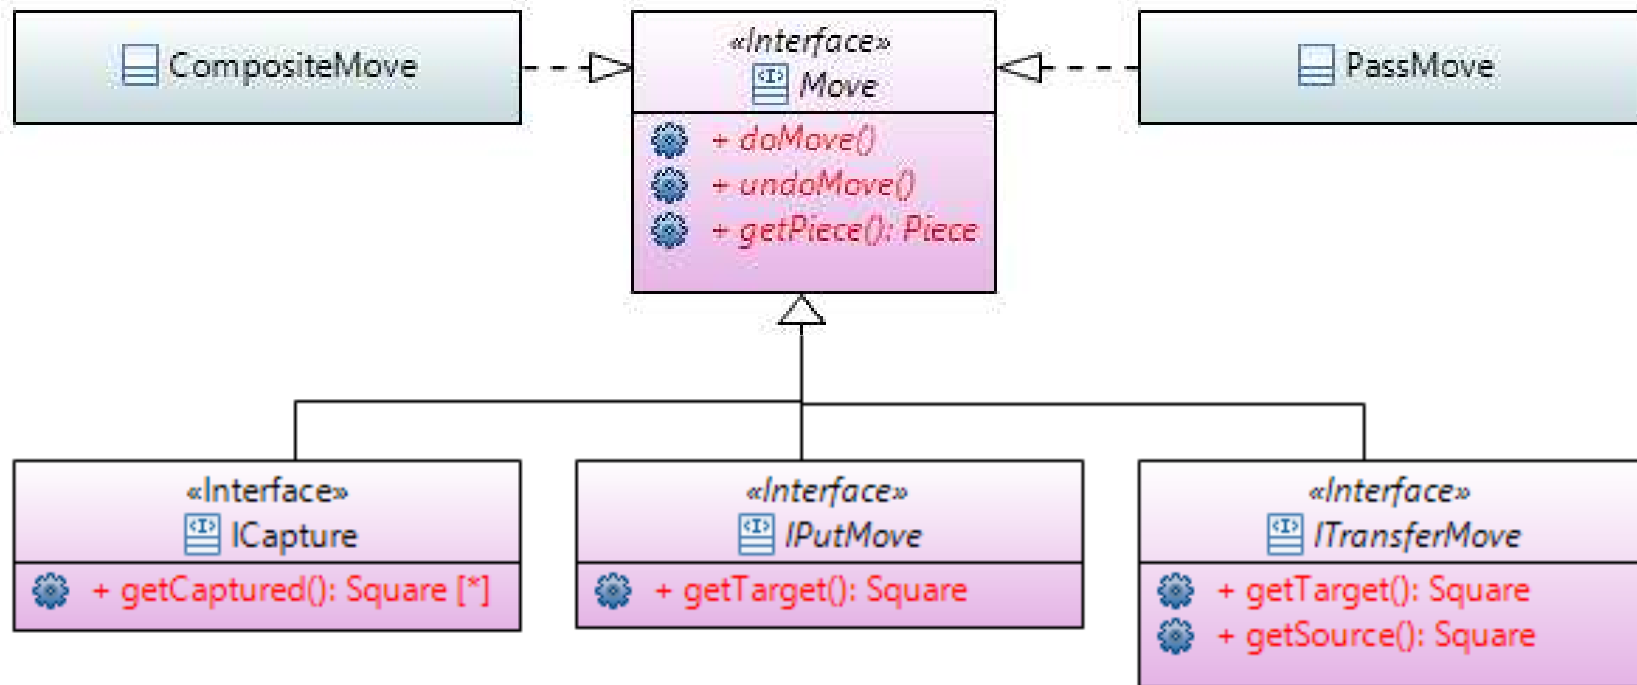 CompositeMove
«Interface»
Move
+ doMove()
+ undoMove()
+ getPiece(): Piece
PassMove
«Interface»
ICapture
+ getCaptured(): Square [*]
«Interface»
IPutMove
+ getTarget(): Square
«Interface»
ITransferMove
+ getTarget(): Square
+ getSource(): Square